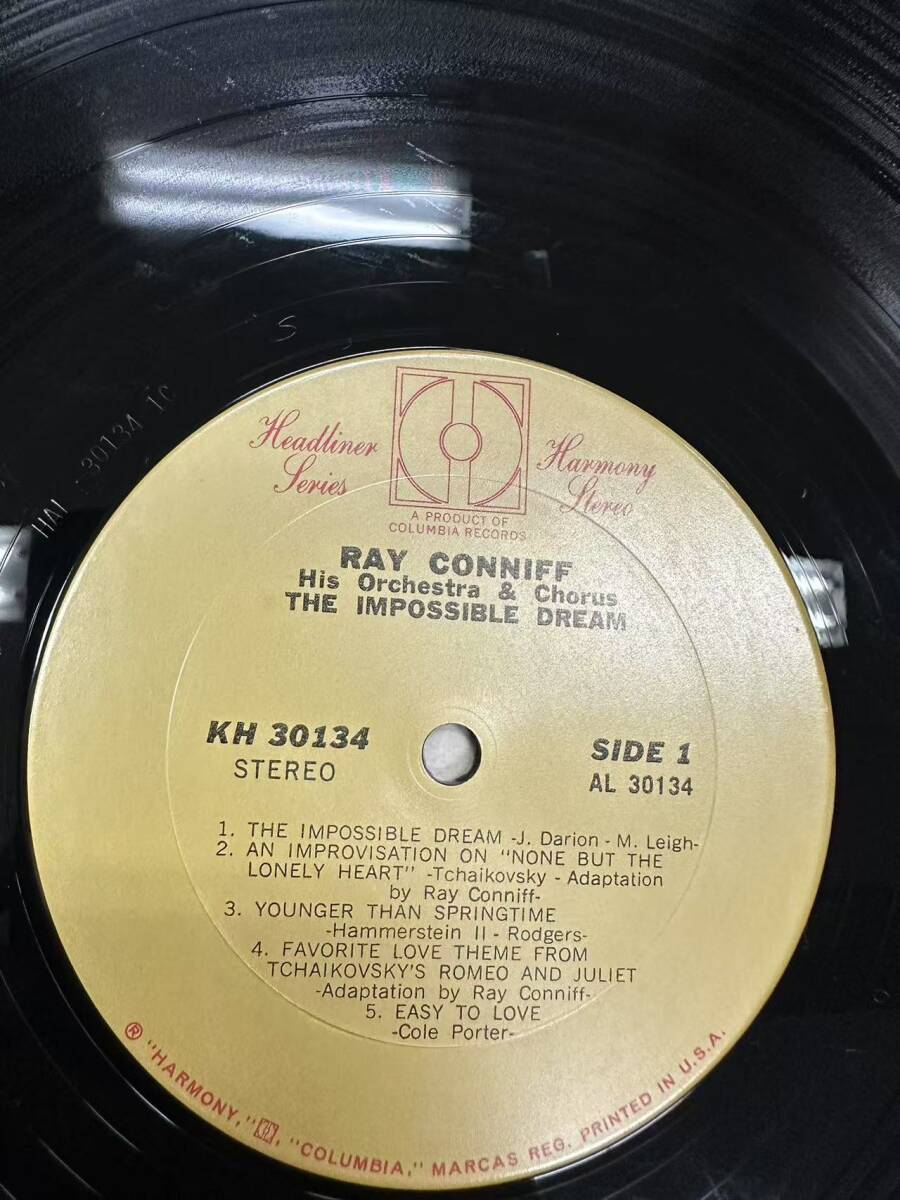 S
HAL -30134-1C
Headliner
Series
Harmony
Stereo
A PRODUCT OF
COLUMBIA RECORDS
RAY CONNIFF
His Orchestra & Chorus
THE IMPOSSIBLE DREAM
KH 30134
STEREO
SIDE 1
AL 30134
1. THE IMPOSSIBLE DREAM -J. Darion - M. Leigh-
2. AN IMPROVISATION ON "NONE BUT THE
LONELY HEART" -Tchaikovsky - Adaptation
by Ray Conniff-
3. YOUNGER THAN SPRINGTIME
-Hammerstein II - Rodgers-
4. FAVORITE LOVE THEME FROM
TCHAIKOVSKY'S ROMEO AND JULIET
-Adaptation by Ray Conniff-
5. EASY TO LOVE
-Cole Porter-
® "HARMONY," , "COLUMBIA," MARCAS REG. PRINTED IN U.S.A.